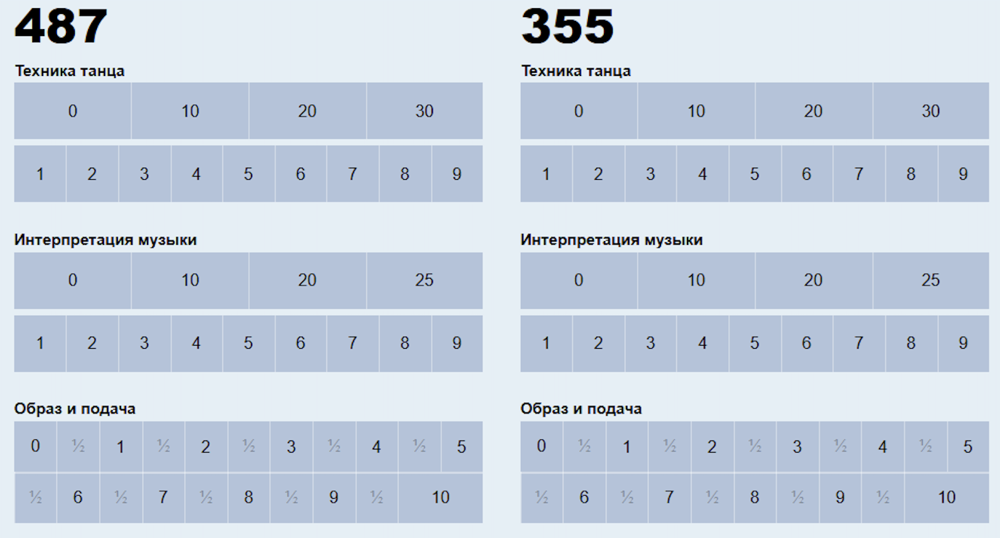 487
Техника танца
0 10 20 30
1 2 3 4 5 6 7 8 9
Интерпретация музыки
0 10 20 25
1 2 3 4 5 6 7 8 9
Образ и подача
0 ½ 1 ½ 2 ½ 3 ½ 4 ½ 5
½ 6 ½ 7 ½ 8 ½ 9 ½ 10
355
Техника танца
0 10 20 30
1 2 3 4 5 6 7 8 9
Интерпретация музыки
0 10 20 25
1 2 3 4 5 6 7 8 9
Образ и подача
0 ½ 1 ½ 2 ½ 3 ½ 4 ½ 5
½ 6 ½ 7 ½ 8 ½ 9 ½ 10